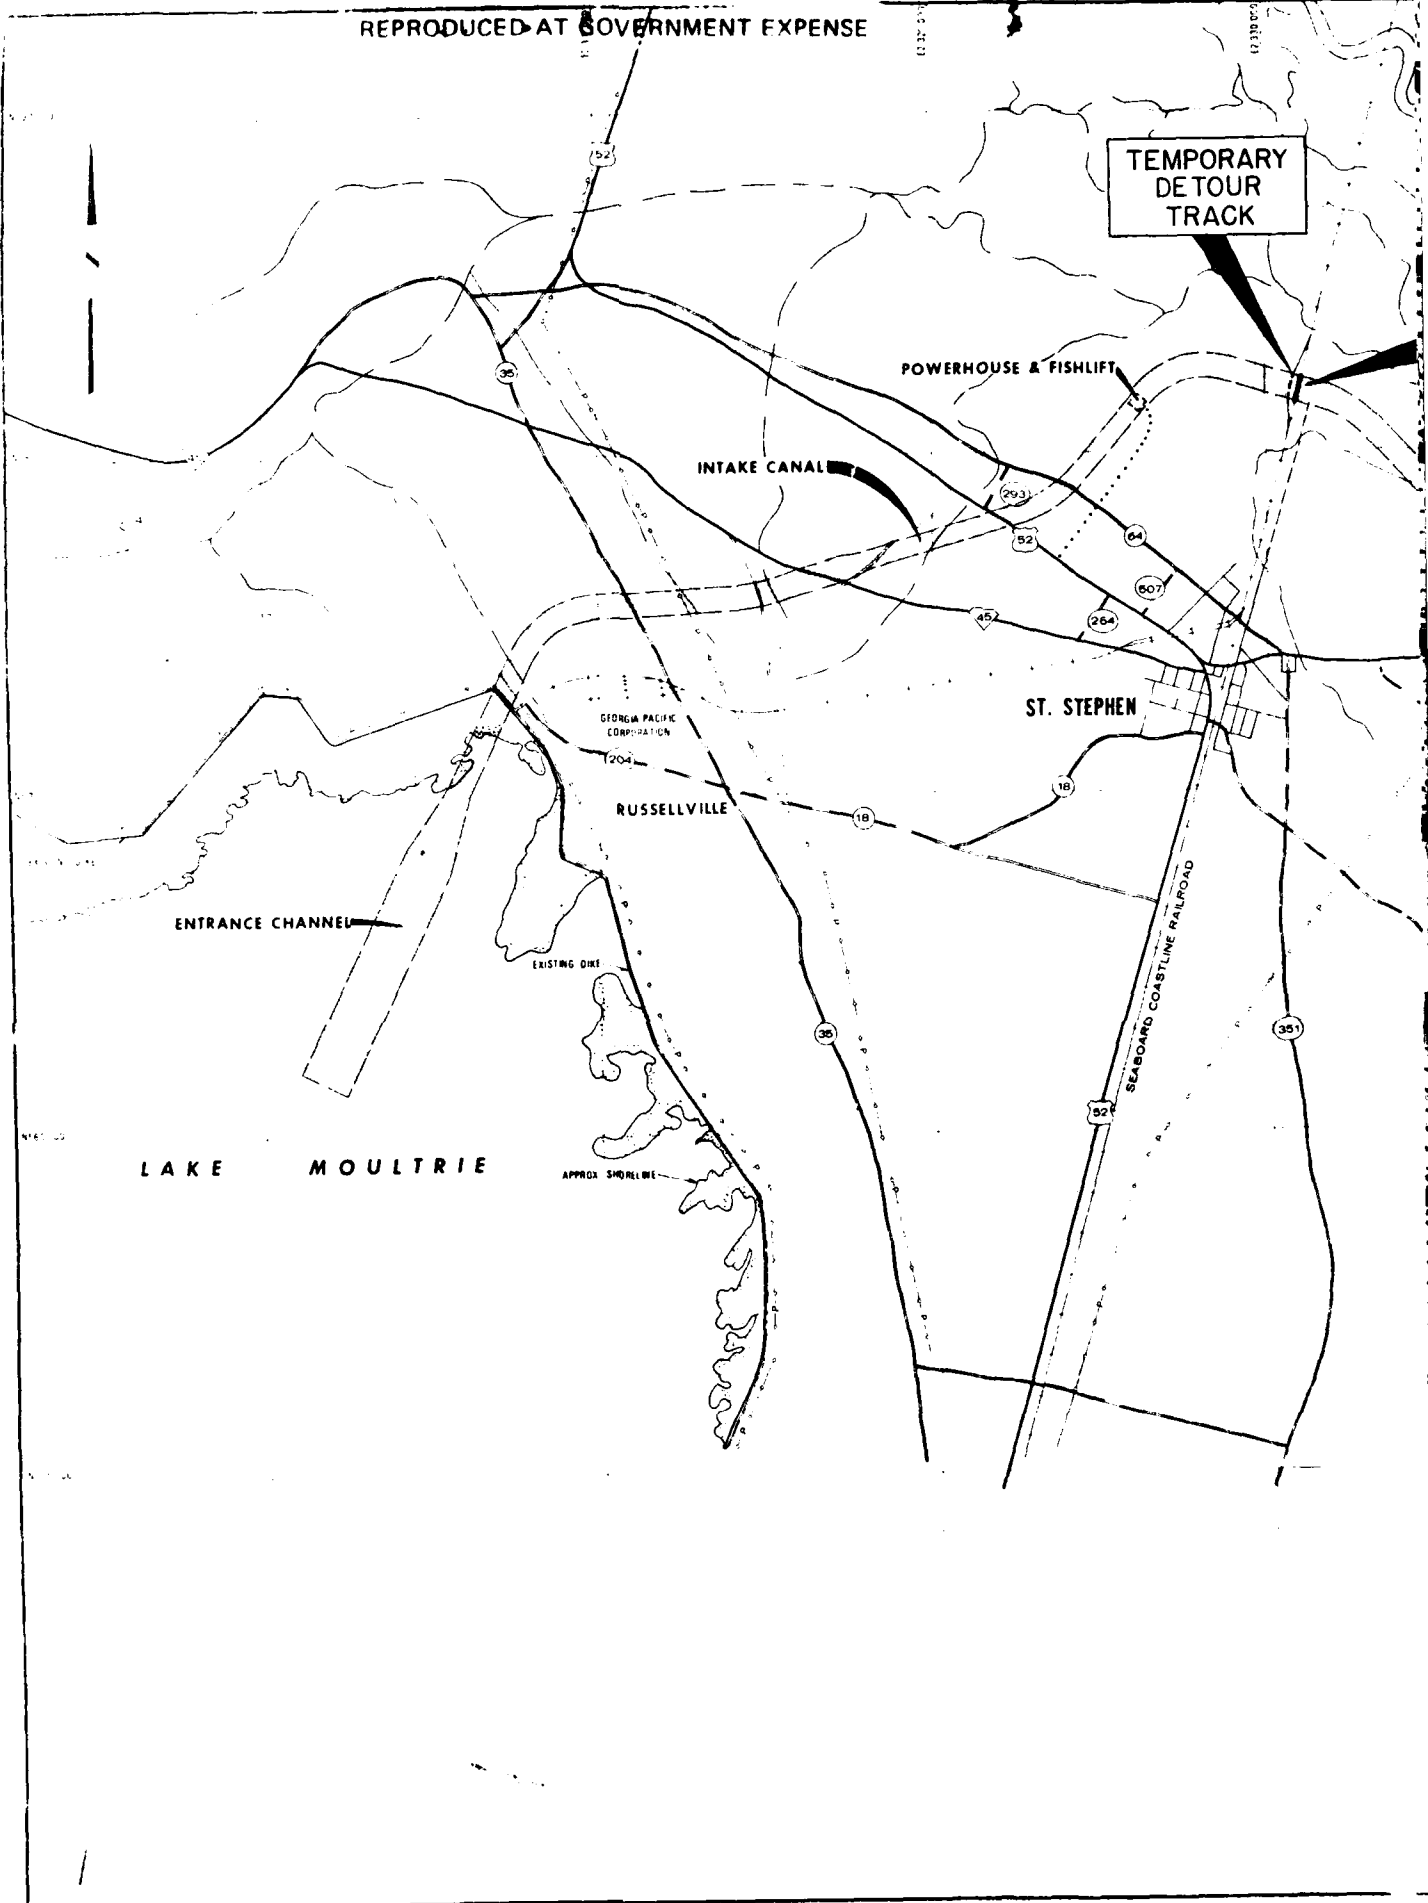 REPRODUCED AT GOVERNMENT EXPENSE
52
TEMPORARY
DETOUR
TRACK
POWERHOUSE & FISHLIFT
35
INTAKE CANAL
293
52
64
607
264
45
ST. STEPHEN
GEORGIA PACIFIC
CORPORATION
204
18
RUSSELLVILLE
18
ENTRANCE CHANNEL
EXISTING DIKE
SEABOARD COASTLINE RAILROAD
351
35
52
LAKE MOULTRIE
APPROX SHORELINE